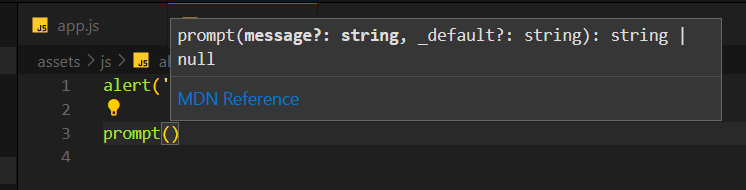 JS app.js
prompt(message?: string, _default?: string): string |
null
MDN Reference
assets > js > JS
1 alert('
2
3 prompt()
4